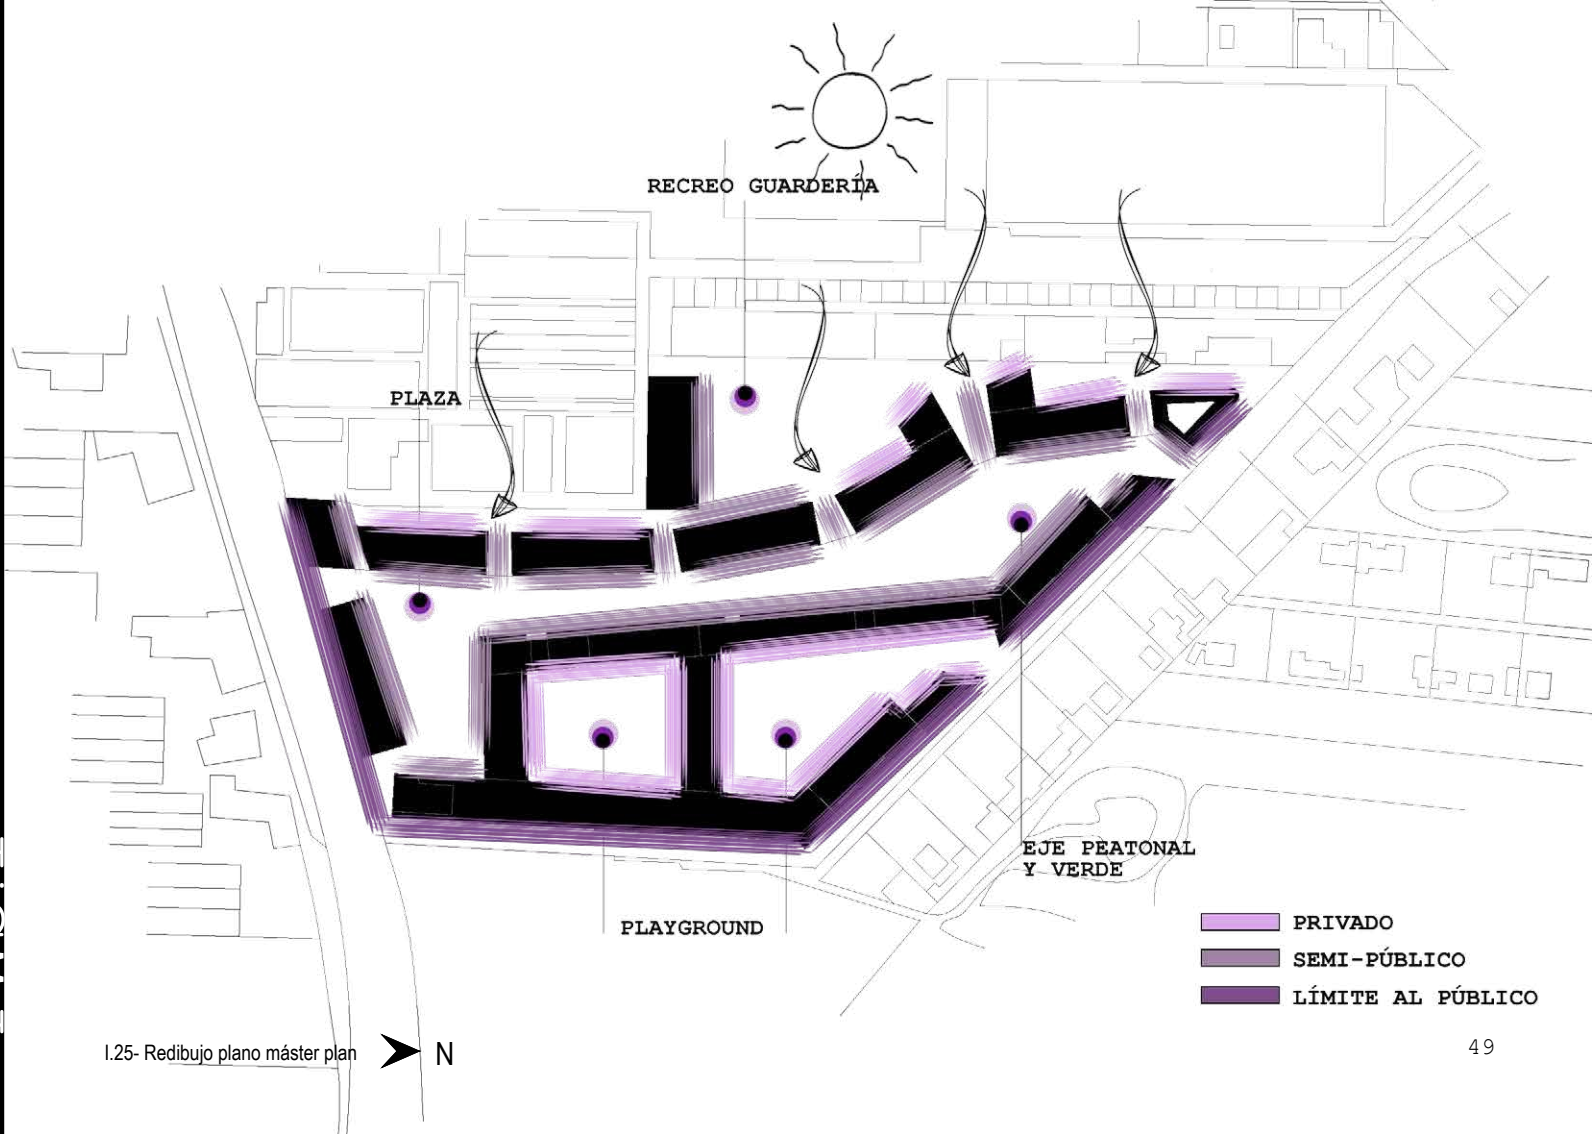 RECREO GUARDERÍA
PLAZA
EJE PEATONAL
Y VERDE
PLAYGROUND
PRIVADO
SEMI-PÚBLICO
LÍMITE AL PÚBLICO
I.25- Redibujo plano máster plan
N
49